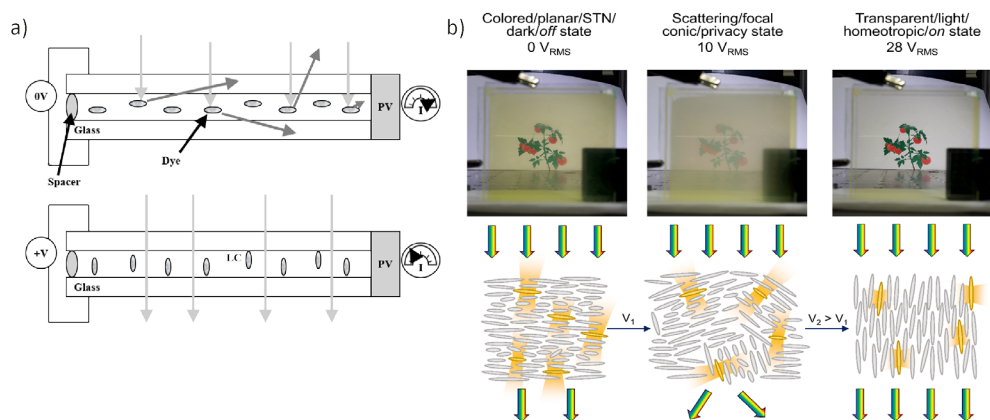 a)
0V
PV
I
Glass
Dye
Spacer
+V
LC
PV
I
Glass
b)
Colored/planar/STN/
dark/off state
0 VRMS
Scattering/focal
conic/privacy state
10 VRMS
Transparent/light/
homeotropic/on state
28 VRMS
V1
V2 > V1